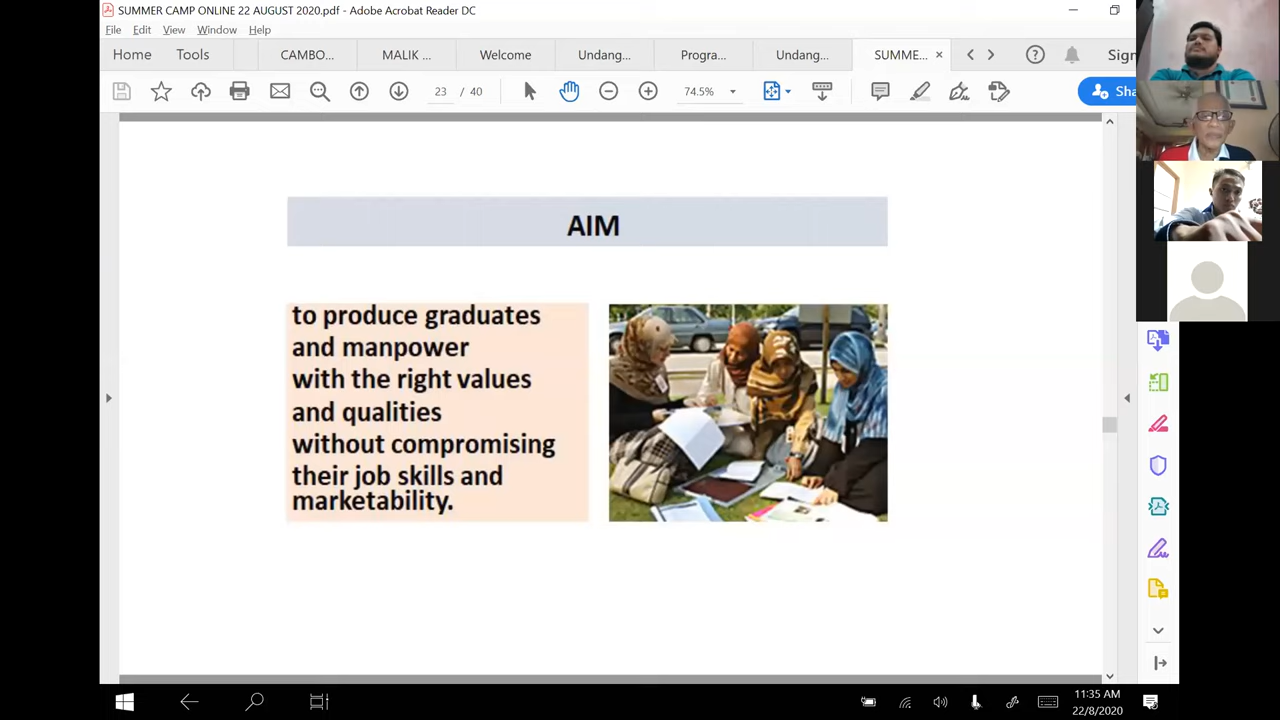 SUMMER CAMP ONLINE 22 AUGUST 2020.pdf - Adobe Acrobat Reader DC
File Edit View Window Help
Home Tools CAMBO... MALIK ... Welcome Undang... Progra... Undang... SUMME... × Sign
23 / 40 74.5% Sha
AIM
to produce graduates
and manpower
with the right values
and qualities
without compromising
their job skills and
marketability.
11:35 AM
22/8/2020